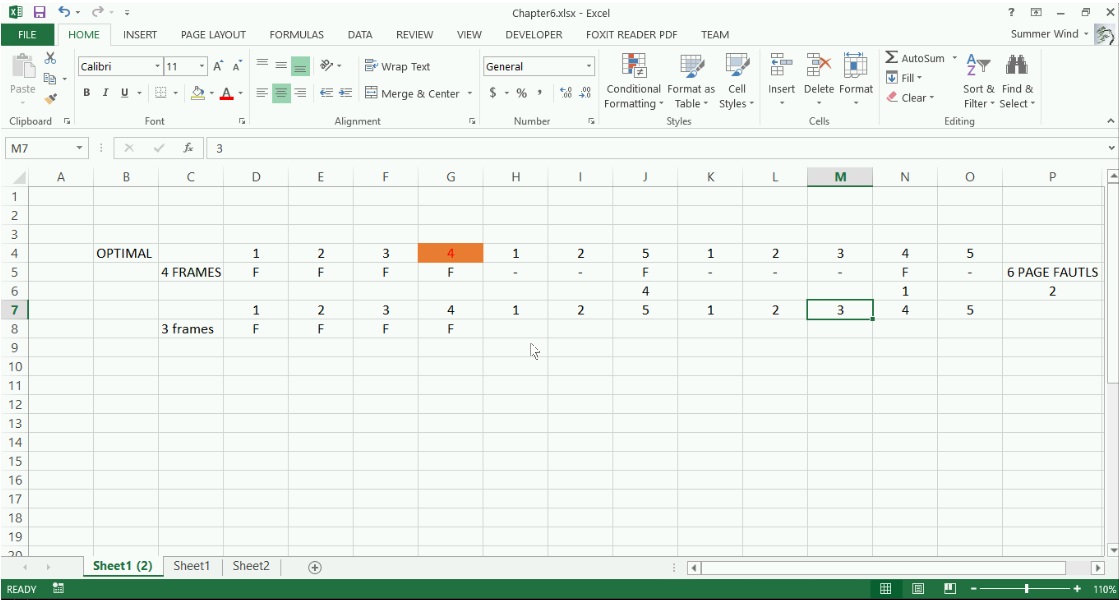 Chapter6.xlsx - Excel
?
FILE HOME INSERT PAGE LAYOUT FORMULAS DATA REVIEW VIEW DEVELOPER FOXIT READER PDF TEAM Summer Wind
Paste
Calibri 11
B I U
Wrap Text
Merge & Center
General
$ % ,
Conditional Formatting
Format as Table
Cell Styles
Insert Delete Format
AutoSum
Fill
Clear
Sort & Filter
Find & Select
Clipboard Font Alignment Number Styles Cells Editing
M7 fx 3
A B C D E F G H I J K L M N O P
1
2
3
4 OPTIMAL 1 2 3 4 1 2 5 1 2 3 4 5
5 4 FRAMES F F F F - - F - - - F - 6 PAGE FAUTLS
6 4 1 2
7 1 2 3 4 1 2 5 1 2 3 4 5
8 3 frames F F F F
9
10
11
12
13
14
15
16
17
18
19
20
Sheet1 (2) Sheet1 Sheet2
READY 110%